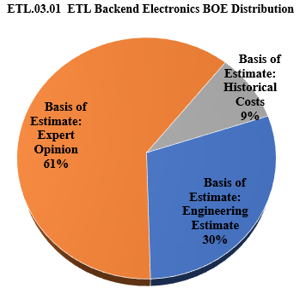 ETL.03.01  ETL Backend Electronics BOE Distribution
Basis of
Estimate:
Historical
Costs
9%
Basis of
Estimate:
Expert
Opinion
61%
Basis of
Estimate:
Engineering
Estimate
30%